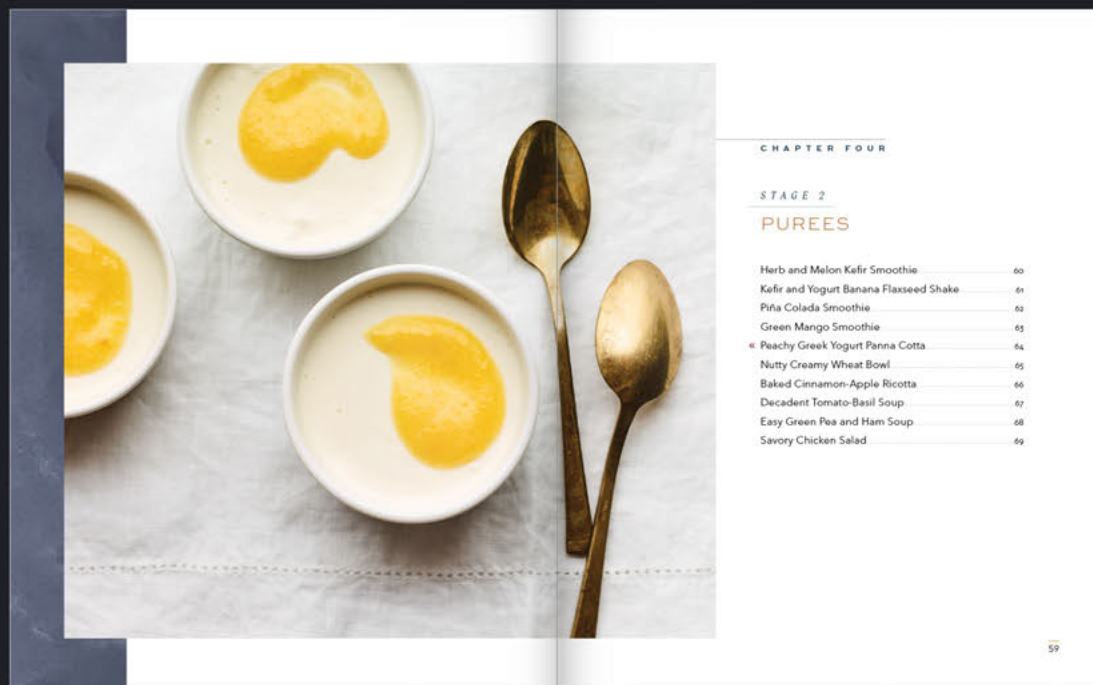 CHAPTER FOUR
STAGE 2
PUREES
Herb and Melon Kefir Smoothie 60
Kefir and Yogurt Banana Flaxseed Shake 61
Piña Colada Smoothie 62
Green Mango Smoothie 63
« Peachy Greek Yogurt Panna Cotta 64
Nutty Creamy Wheat Bowl 65
Baked Cinnamon-Apple Ricotta 66
Decadent Tomato-Basil Soup 67
Easy Green Pea and Ham Soup 68
Savory Chicken Salad 69
59